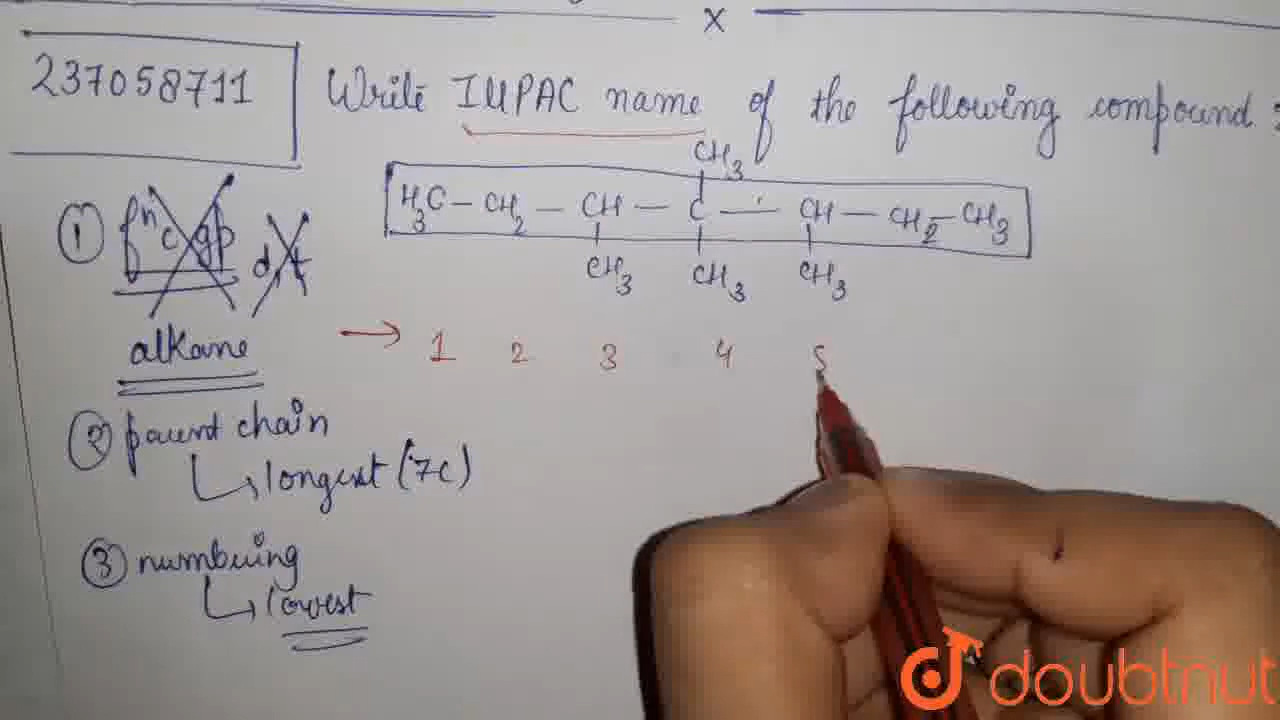 x
237058711
Write IUPAC name of the following compound :
CH3
H3C — CH2 — CH — C — CH — CH2 — CH3
CH3 CH3 CH3
→ 1 2 3 4 5
① fn c gp d, t
alkane
② parent chain
↳ longest (7C)
③ numbering
↳ lowest
doubtnut